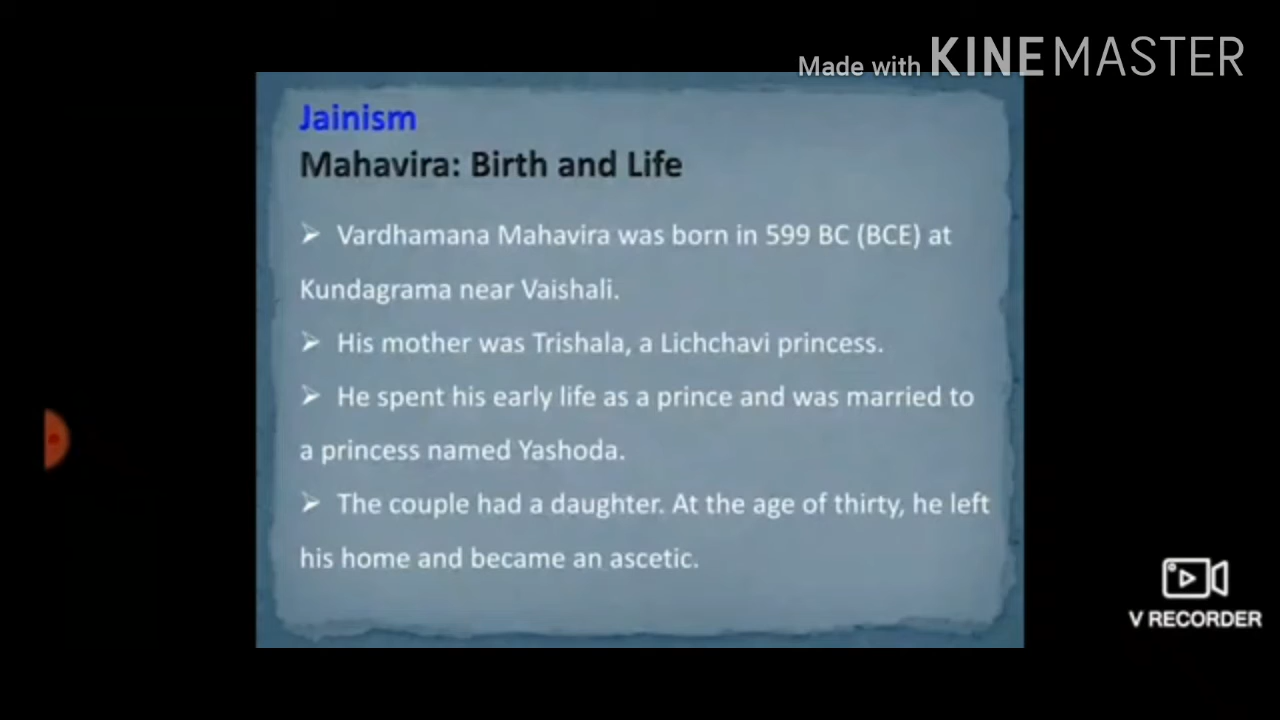 Made with KINEMASTER
Jainism
Mahavira: Birth and Life
➢ Vardhamana Mahavira was born in 599 BC (BCE) at
Kundagrama near Vaishali.
➢ His mother was Trishala, a Lichchavi princess.
➢ He spent his early life as a prince and was married to
a princess named Yashoda.
➢ The couple had a daughter. At the age of thirty, he left
his home and became an ascetic.
V RECORDER